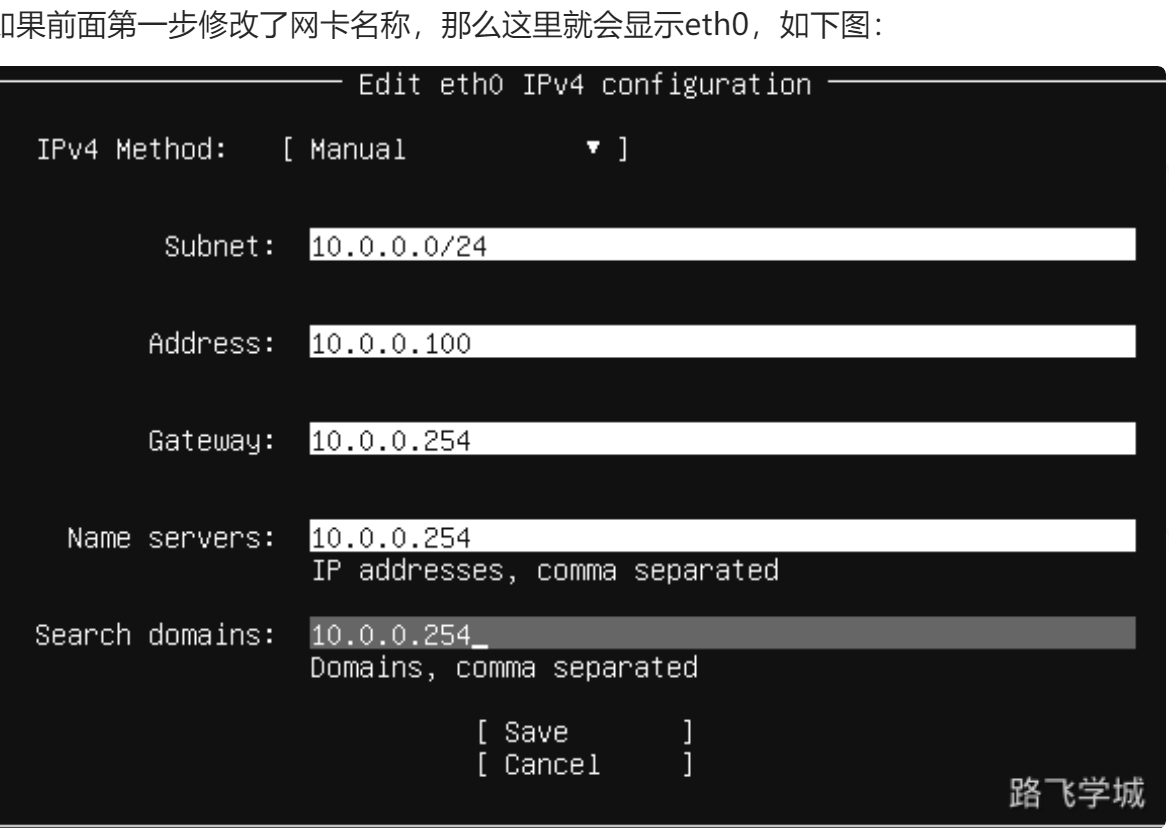 如果前面第一步修改了网卡名称，那么这里就会显示eth0，如下图：
Edit eth0 IPv4 configuration
IPv4 Method: [ Manual ▾ ]
Subnet: 10.0.0.0/24
Address: 10.0.0.100
Gateway: 10.0.0.254
Name servers: 10.0.0.254
IP addresses, comma separated
Search domains: 10.0.0.254_
Domains, comma separated
[ Save ]
[ Cancel ]
路飞学城